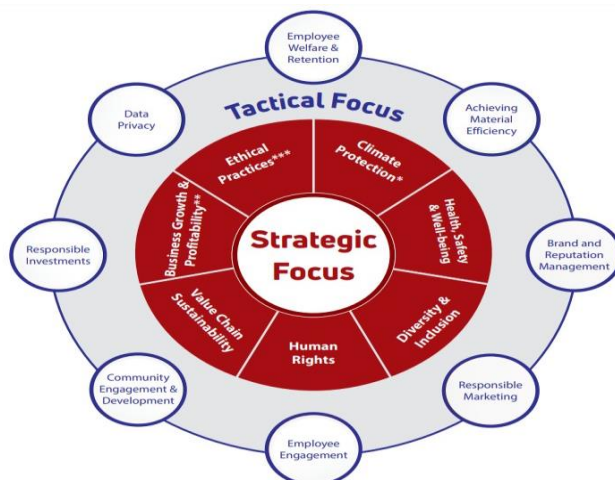 Employee
Welfare &
Retention
Data
Privacy
Tactical Focus
Achieving
Material
Efficiency
Ethical
Practices***
Climate
Protection*
Business Growth &
Profitability**
Health, Safety
& Well-being
Responsible
Investments
Strategic
Focus
Brand and
Reputation
Management
Value Chain
Sustainability
Human
Rights
Diversity &
Inclusion
Community
Engagement &
Development
Responsible
Marketing
Employee
Engagement